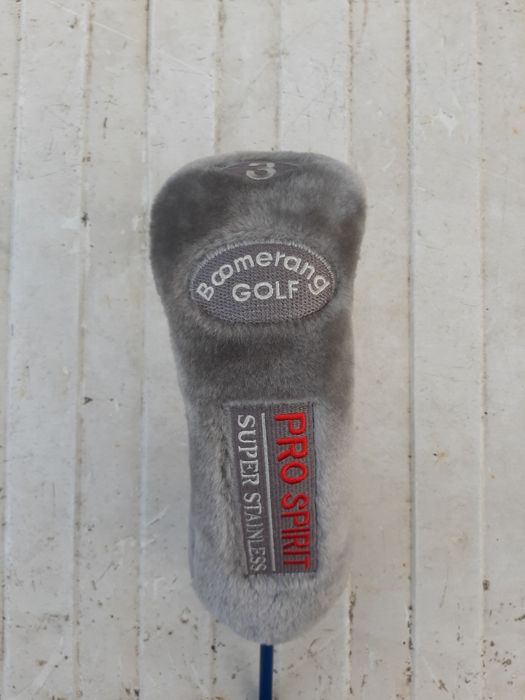 3
Boomerang
GOLF
PRO SPIRIT
SUPER STAINLESS